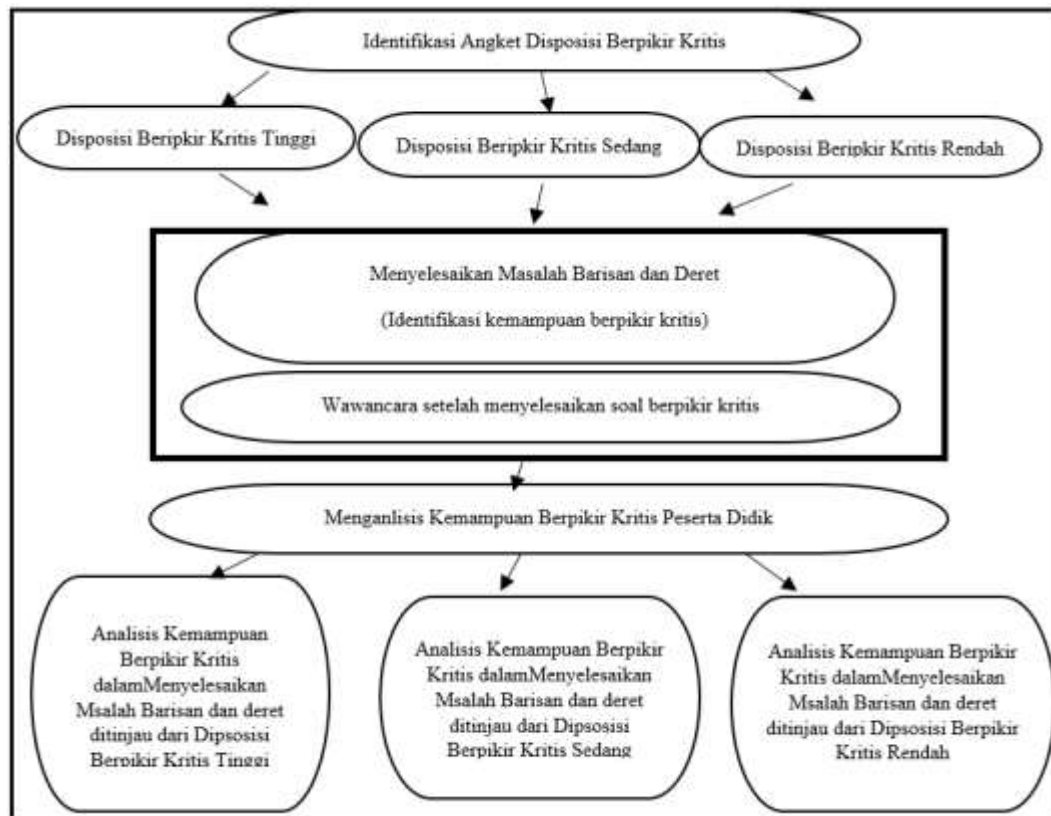 Identifikasi Angket Disposisi Berpikir Kritis
Disposisi Beripkir Kritis Tinggi
Disposisi Beripkir Kritis Sedang
Disposisi Beripkir Kritis Rendah
Menyelesaikan Masalah Barisan dan Deret
(Identifikasi kemampuan berpikir kritis)
Wawancara setelah menyelesaikan soal berpikir kritis
Menganlisis Kemampuan Berpikir Kritis Peserta Didik
Analisis Kemampuan
Berpikir Kritis
dalamMenyelesaikan
Msalah Barisan dan deret
ditinjau dari Dipsosisi
Berpikir Kritis Tinggi
Analisis Kemampuan Berpikir
Kritis dalamMenyelesaikan
Msalah Barisan dan deret
ditinjau dari Dipsosisi
Berpikir Kritis Sedang
Analisis Kemampuan Berpikir
Kritis dalamMenyelesaikan
Msalah Barisan dan deret
ditinjau dari Dipsosisi Berpikir
Kritis Rendah